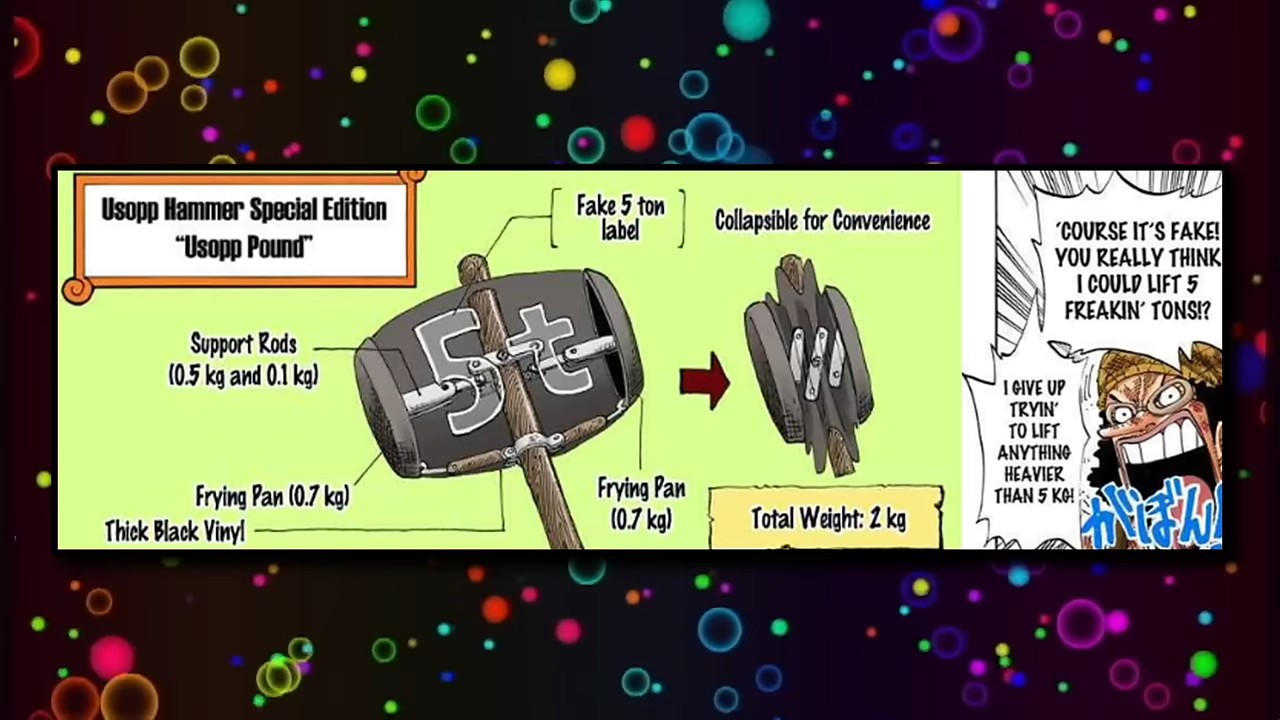 Usopp Hammer Special Edition
“Usopp Pound”
Fake 5 ton
label
Collapsible for Convenience
'COURSE IT'S FAKE!
YOU REALLY THINK
I COULD LIFT 5
FREAKIN' TONS!?
Support Rods
(0.5 kg and 0.1 kg)
5t
I GIVE UP
TRYIN'
TO LIFT
ANYTHING
HEAVIER
THAN 5 KG!
Frying Pan (0.7 kg)
Frying Pan
(0.7 kg)
Thick Black Vinyl
Total Weight: 2 kg
がぼん